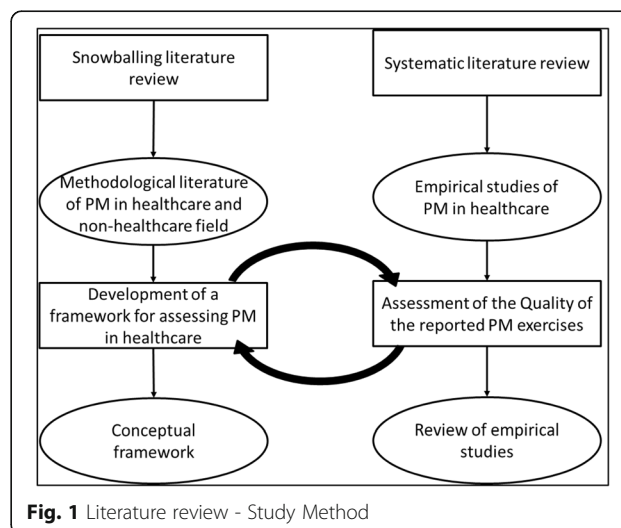 Snowballing literature
review
Systematic literature review
Methodological literature
of PM in healthcare and
non-healthcare field
Empirical studies of
PM in healthcare
Development of a
framework for assessing PM
in healthcare
Assessment of the Quality of
the reported PM exercises
Conceptual
framework
Review of empirical
studies
Fig. 1 Literature review - Study Method